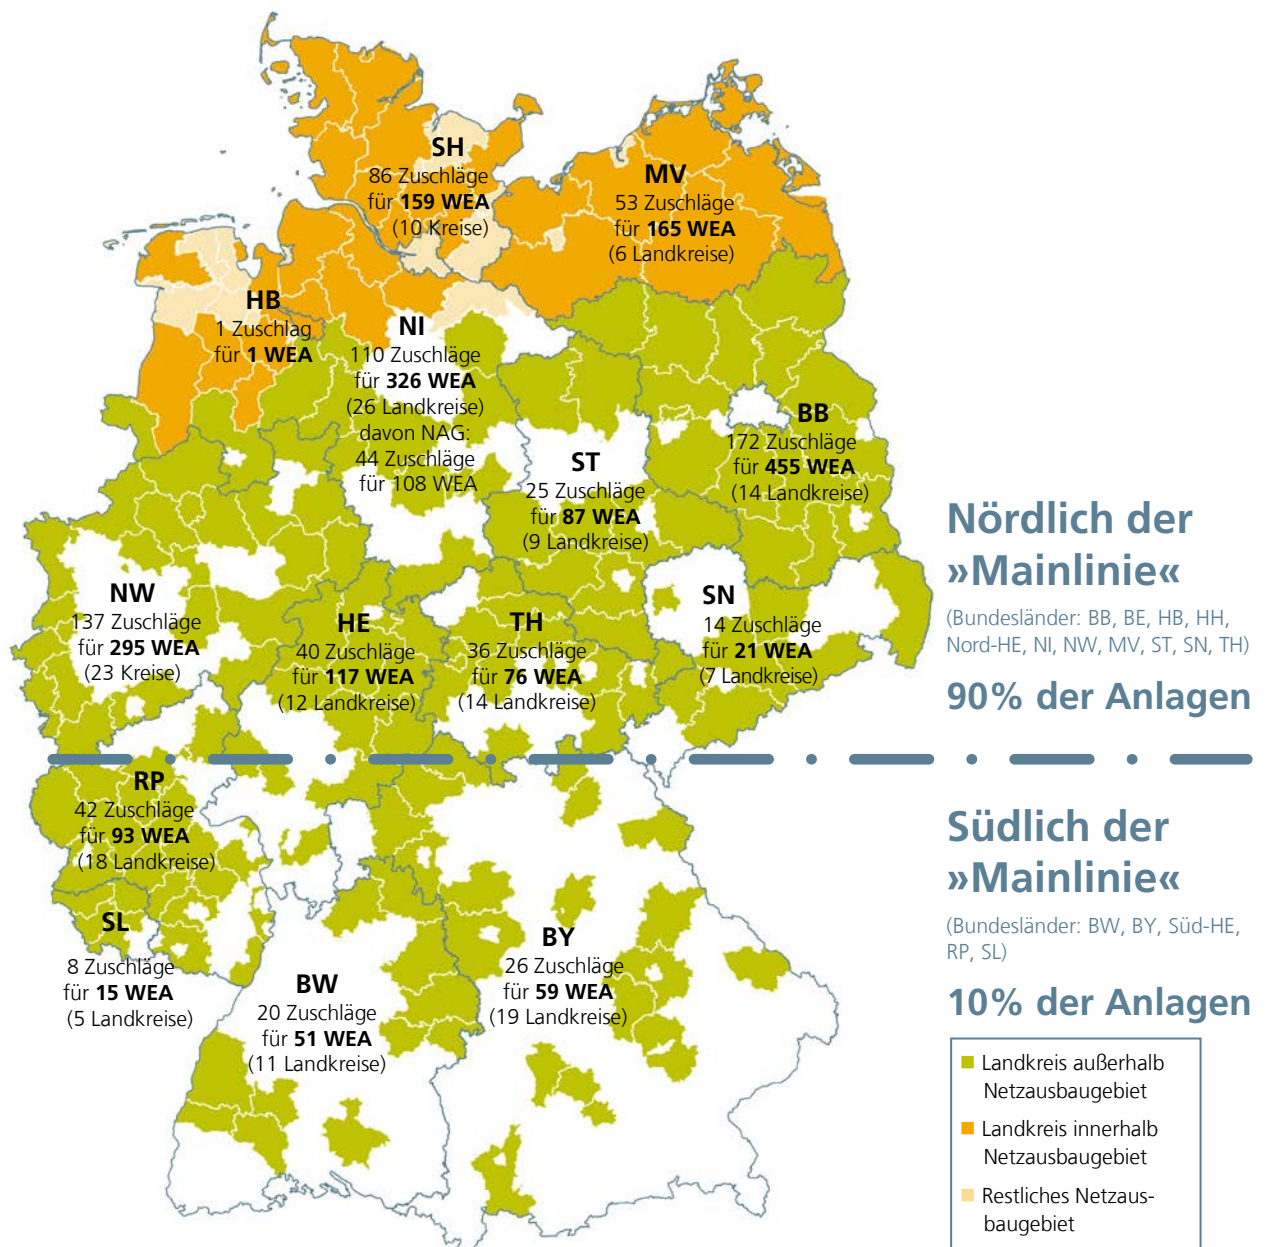 SH
86 Zuschläge
für 159 WEA
(10 Kreise)
MV
53 Zuschläge
für 165 WEA
(6 Landkreise)
HB
1 Zuschlag
für 1 WEA
NI
110 Zuschläge
für 326 WEA
(26 Landkreise)
davon NAG:
44 Zuschläge
für 108 WEA
BB
172 Zuschläge
für 455 WEA
(14 Landkreise)
ST
25 Zuschläge
für 87 WEA
(9 Landkreise)
NW
137 Zuschläge
für 295 WEA
(23 Kreise)
HE
40 Zuschläge
für 117 WEA
(12 Landkreise)
TH
36 Zuschläge
für 76 WEA
(14 Landkreise)
SN
14 Zuschläge
für 21 WEA
(7 Landkreise)
Nördlich der
»Mainlinie«
(Bundesländer: BB, BE, HB, HH,
Nord-HE, NI, NW, MV, ST, SN, TH)
90% der Anlagen
RP
42 Zuschläge
für 93 WEA
(18 Landkreise)
SL
8 Zuschläge
für 15 WEA
(5 Landkreise)
BW
20 Zuschläge
für 51 WEA
(11 Landkreise)
BY
26 Zuschläge
für 59 WEA
(19 Landkreise)
Südlich der
»Mainlinie«
(Bundesländer: BW, BY, Süd-HE,
RP, SL)
10% der Anlagen
Landkreis außerhalb
Netzausbaugebiet
Landkreis innerhalb
Netzausbaugebiet
Restliches Netzaus-
baugebiet